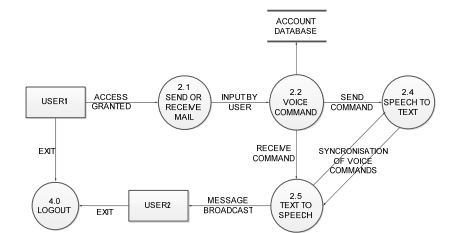 ACCOUNT
DATABASE
USER1
ACCESS
GRANTED
2.1
SEND OR
RECEIVE
MAIL
INPUT BY
USER
2.2
VOICE
COMMAND
SEND
COMMAND
2.4
SPEECH TO
TEXT
EXIT
RECEIVE
COMMAND
SYNCRONISATION
OF VOICE
COMMANDS
4.0
LOGOUT
EXIT
USER2
MESSAGE
BROADCAST
2.5
TEXT TO
SPEECH